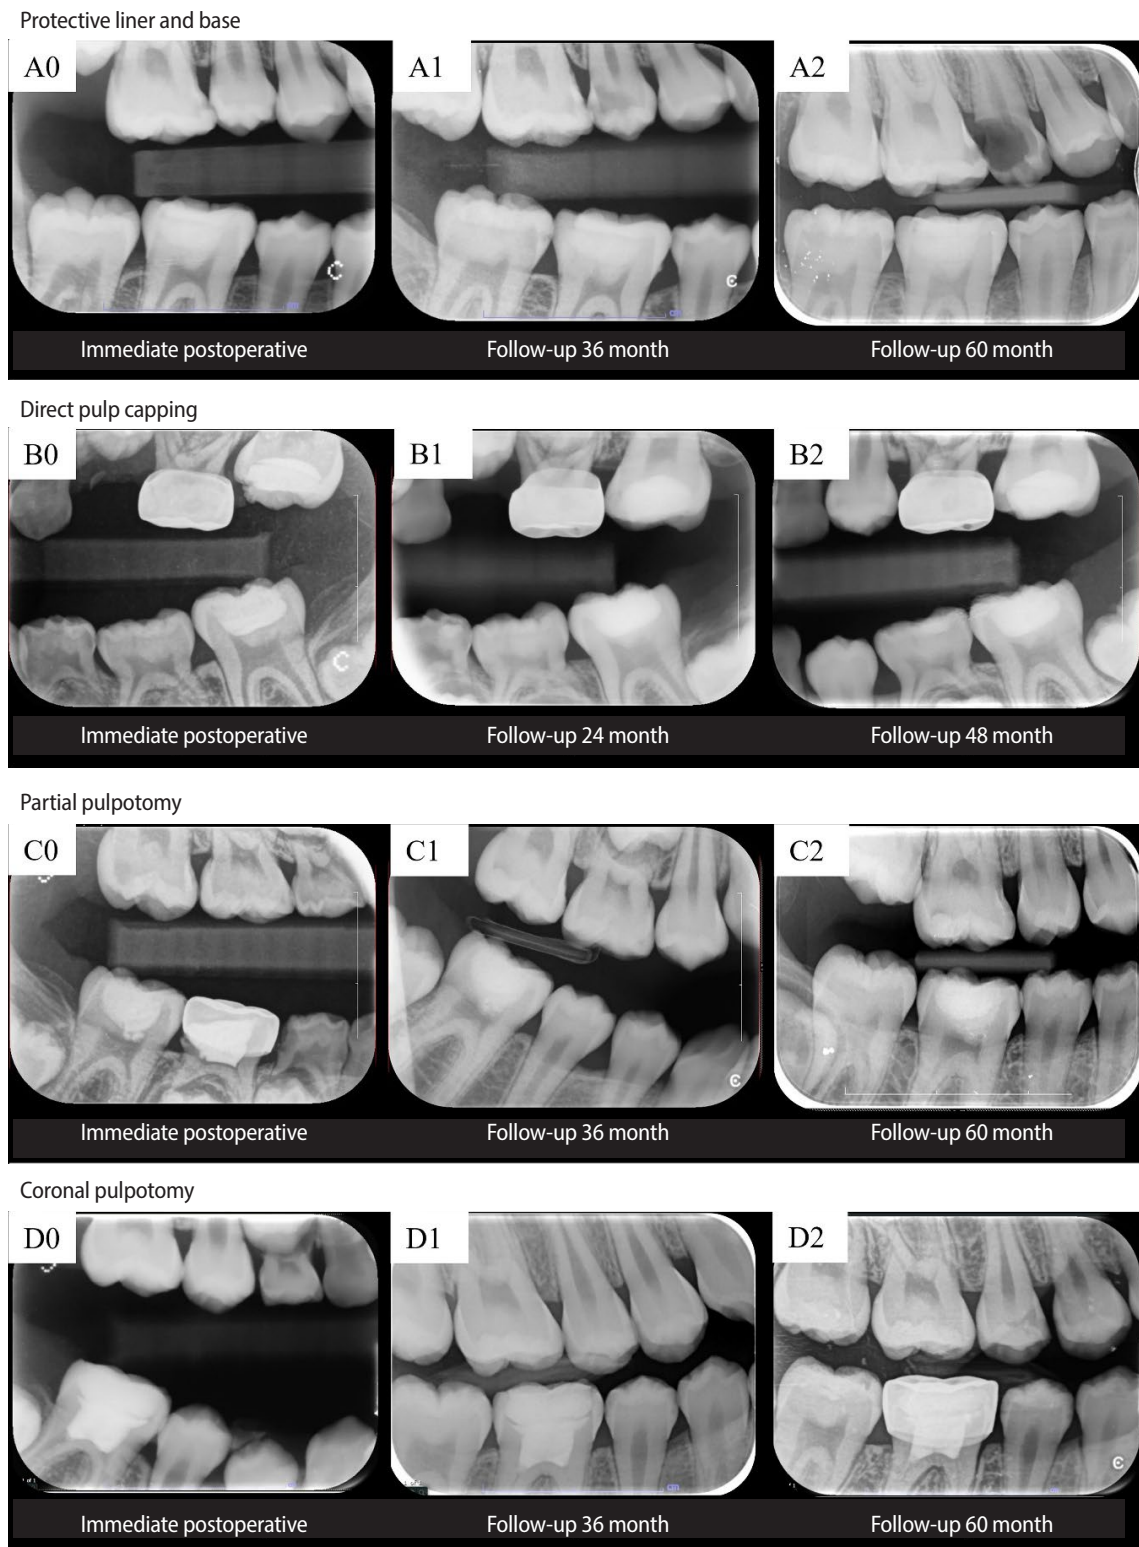 Protective liner and base
A0
A1
A2
C
C
cm
cm
Immediate postoperative
Follow-up 36 month
Follow-up 60 month
Direct pulp capping
B0
B1
B2
C
Immediate postoperative
Follow-up 24 month
Follow-up 48 month
Partial pulpotomy
C0
C1
C2
C
Immediate postoperative
Follow-up 36 month
Follow-up 60 month
Coronal pulpotomy
D0
D1
D2
C
cm
Immediate postoperative
Follow-up 36 month
Follow-up 60 month